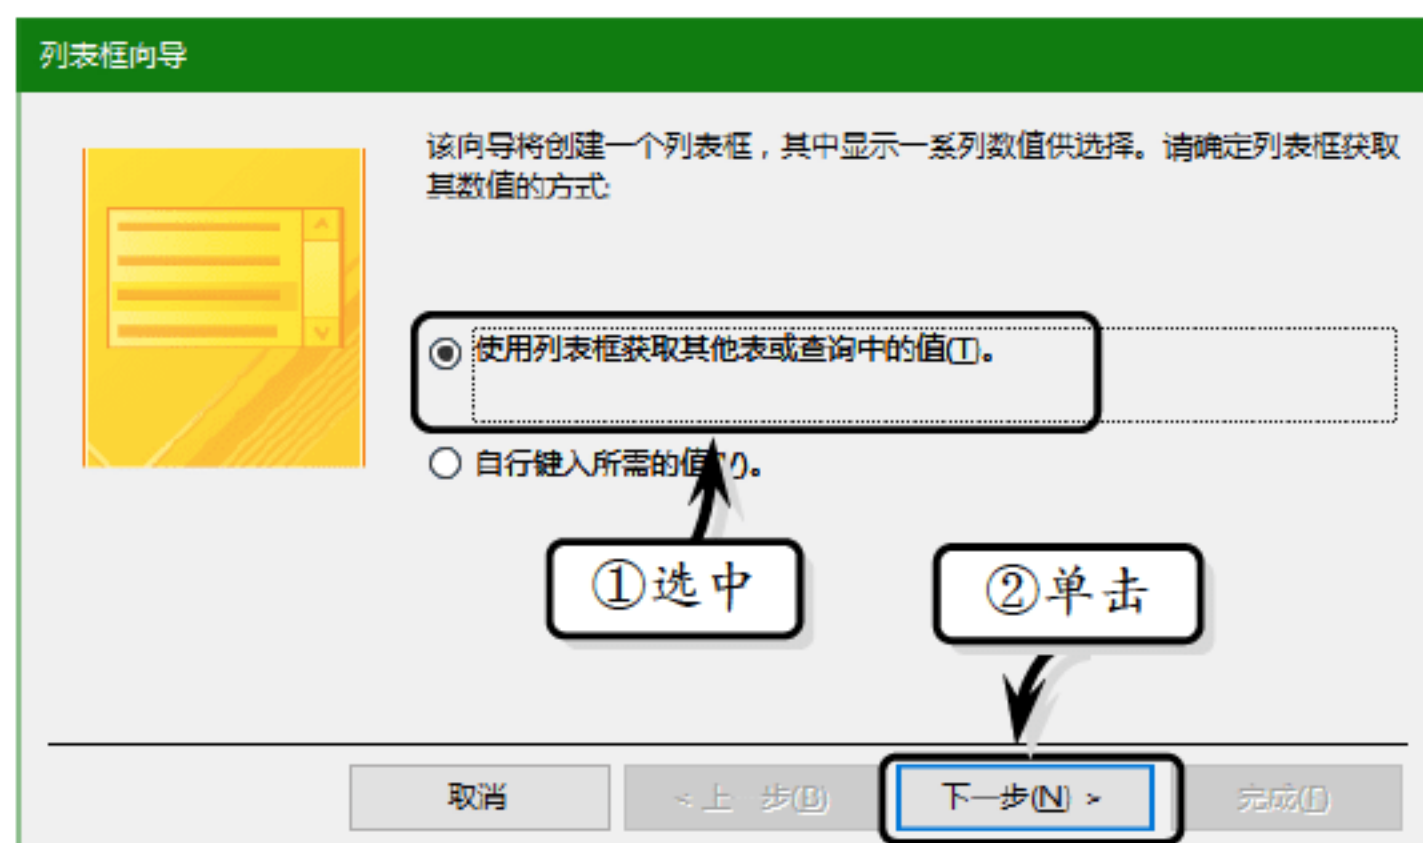 列表框向导
该向导将创建一个列表框，其中显示一系列数值供选择。请确定列表框获取
其数值的方式:
使用列表框获取其他表或查询中的值(T)。
自行键入所需的值(V)。
①选中
②单击
取消
< 上一步(B)
下一步(N) >
完成(F)